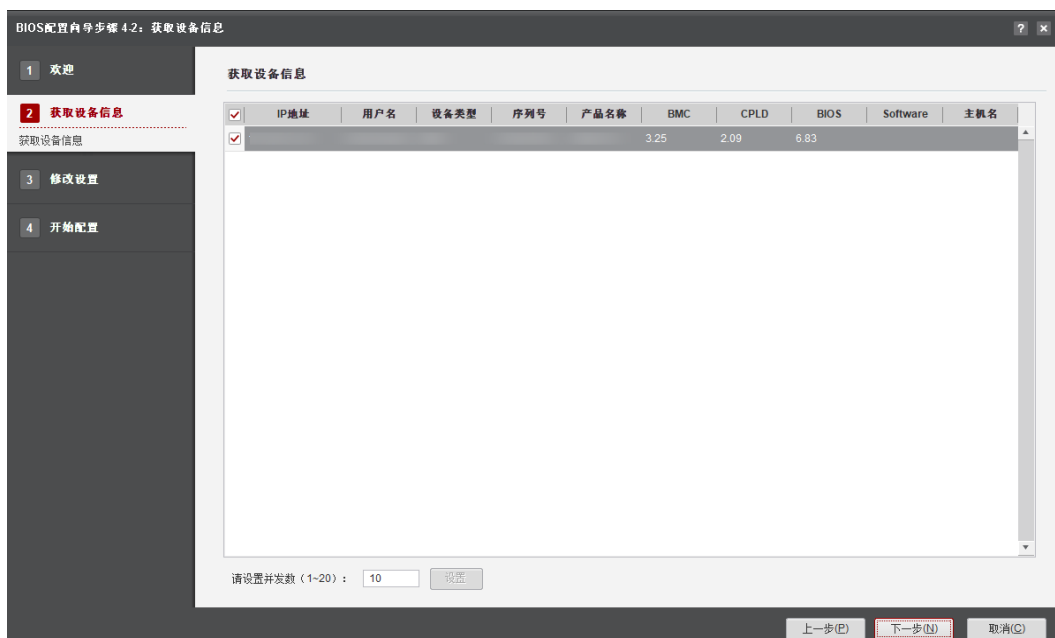 BIOS配置向导步骤 4-2：获取设备信息
? ×
1 欢迎
2 获取设备信息
获取设备信息
3 修改设置
4 开始配置
获取设备信息
IP地址 用户名 设备类型 序列号 产品名称 BMC CPLD BIOS Software 主机名
3.25 2.09 6.83
请设置并发数（1~20）： 10 设置
上一步(P) 下一步(N) 取消(C)